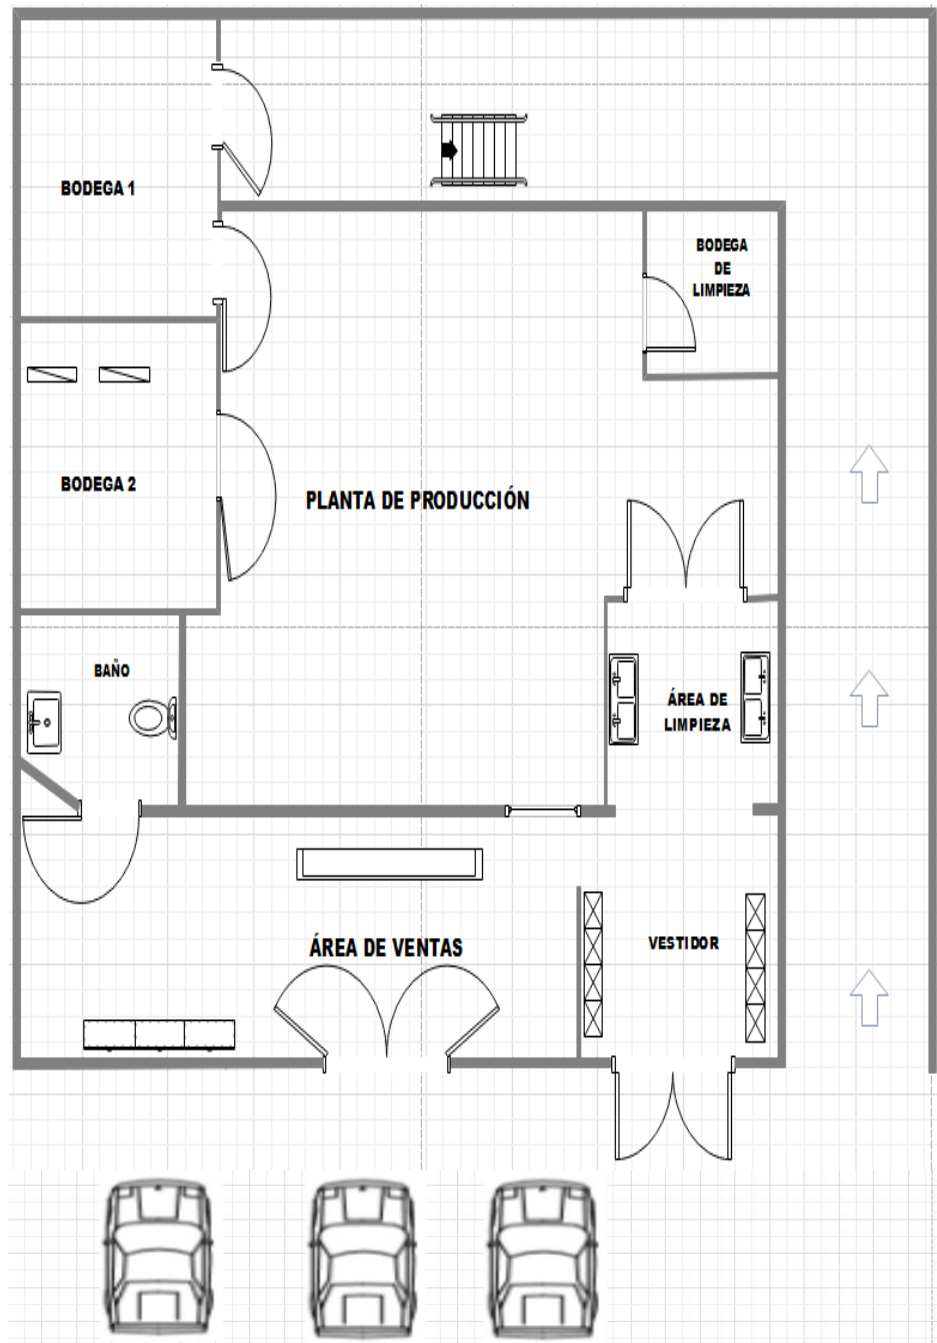 BODEGA 1
BODEGA
DE
LIMPIEZA
BODEGA 2
PLANTA DE PRODUCCIÓN
BAÑO
ÁREA DE
LIMPIEZA
ÁREA DE VENTAS
VESTIDOR